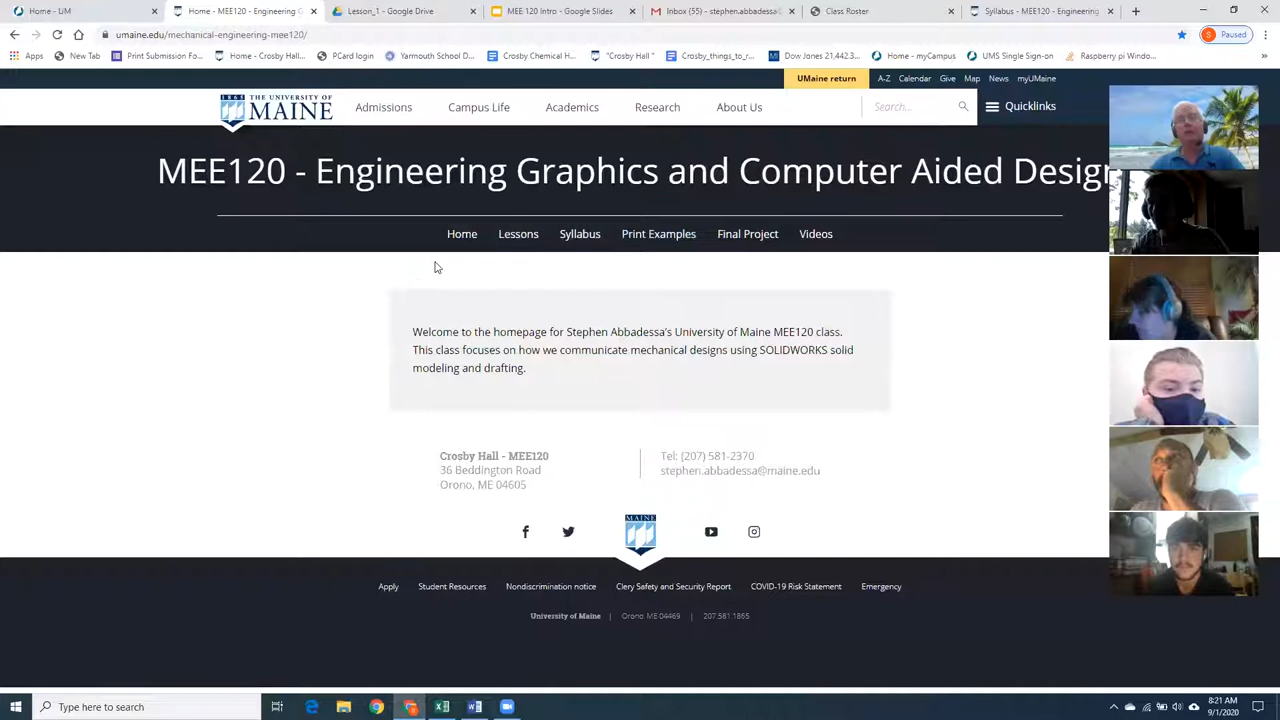 Home - UM
Home - MEE120 - Engineering G
Lesson_1 - Google Drive
MEE 120 Intro - Google Slides
Inbox (55) - stephen.abbadessa
Class Roster
Syllabus - MEE120 - Engineering
umaine.edu/mechanical-engineering-mee120/
S Paused
Apps
New Tab
Print Submission Fo...
Home - Crosby Hall...
PCard login
Yarmouth School D...
Crosby Chemical H...
"Crosby Hall "
Crosby_things_to_r...
Dow Jones 21,442.3...
Home - myCampus
UMS Single Sign-on
Raspberry pi Windo...
UMaine return A-Z Calendar Give Map News myUMaine
1865 THE UNIVERSITY OF
MAINE
Admissions Campus Life Academics Research About Us
Search...
Quicklinks
MEE120 - Engineering Graphics and Computer Aided Design
Home Lessons Syllabus Print Examples Final Project Videos
Welcome to the homepage for Stephen Abbadessa's University of Maine MEE120 class.
This class focuses on how we communicate mechanical designs using SOLIDWORKS solid
modeling and drafting.
Crosby Hall - MEE120
36 Beddington Road
Orono, ME 04605
Tel: (207) 581-2370
stephen.abbadessa@maine.edu
MAINE
Apply Student Resources Nondiscrimination notice Clery Safety and Security Report COVID-19 Risk Statement Emergency
University of Maine | Orono, ME 04469 | 207.581.1865
Type here to search
8:21 AM
9/1/2020